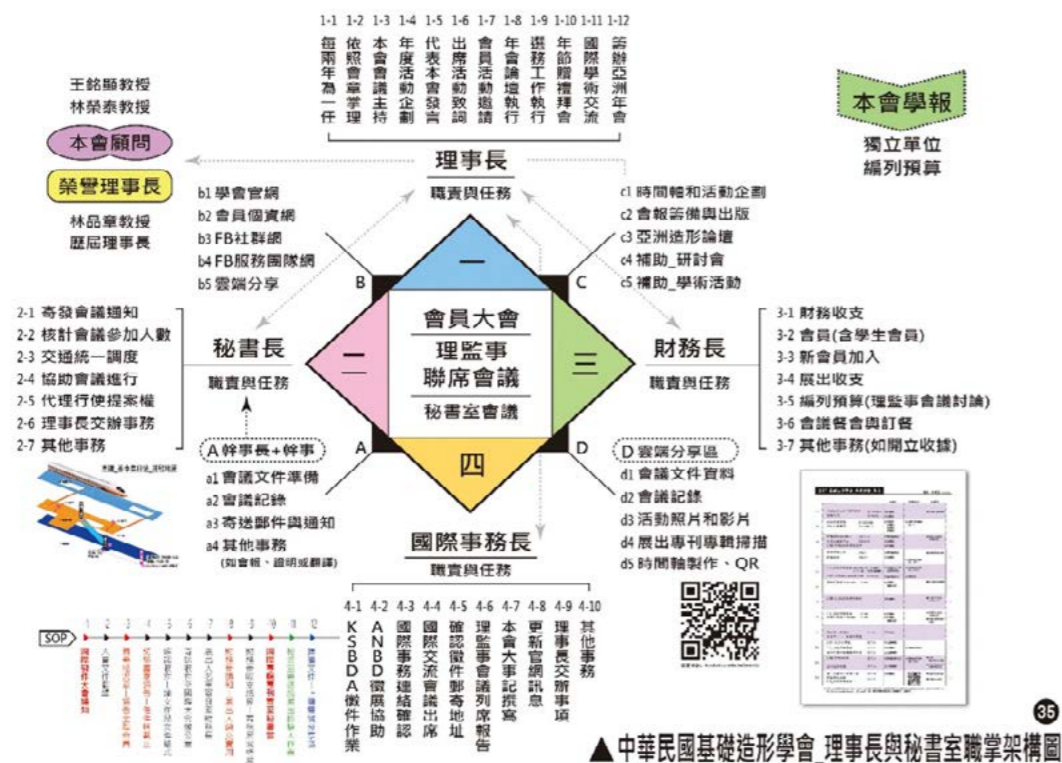 1-1 每兩年為一任
1-2 依照會章掌理
1-3 本會會議主持
1-4 年度活動企劃
1-5 代表本會發言
1-6 出席活動致詞
1-7 會員活動邀請
1-8 年會論壇執行
1-9 選務工作執行
1-10 年節贈禮拜會
1-11 國際學術交流
1-12 籌辦亞洲年會
王銘顯教授
林榮泰教授
本會顧問
榮譽理事長
林品章教授
歷屆理事長
本會學報
獨立單位
編列預算
理事長
職責與任務
b1 學會官網
b2 會員個資網
b3 FB社群網
b4 FB服務團隊網
b5 雲端分享
c1 時間軸和活動企劃
c2 會報籌備與出版
c3 亞洲造形論壇
c4 補助_研討會
c5 補助_學術活動
一
B
C
2-1 寄發會議通知
2-2 核計會議參加人數
2-3 交通統一調度
2-4 協助會議進行
2-5 代理行使提案權
2-6 理事長交辦事務
2-7 其他事務
秘書長
職責與任務
二
會員大會
理監事
聯席會議
秘書室會議
三
財務長
職責與任務
3-1 財務收支
3-2 會員(含學生會員)
3-3 新會員加入
3-4 展出收支
3-5 編列預算(理監事會議討論)
3-6 會議餐會與訂餐
3-7 其他事務(如開立收據)
A
D
四
A 幹事長+幹事
a1 會議文件準備
a2 會議記錄
a3 寄送郵件與通知
a4 其他事務
(如會報、證明或翻譯)
D 雲端分享區
d1 會議文件資料
d2 會議記錄
d3 活動照片和影片
d4 展出專刊專輯掃描
d5 時間軸製作、QR
國際事務長
職責與任務
4-1 KSBDA徵件作業
4-2 ANBD徵展協助
4-3 國際事務連絡確認
4-4 國際交流會議出席
4-5 確認徵件郵寄地址
4-6 理監事會議列席報告
4-7 本會大事記撰寫
4-8 更新官網訊息
4-9 理事長交辦事項
4-10 其他事務
SOP
1 2 3 4 5 6 7 8 9 10 11 12
35
▲中華民國基礎造形學會_理事長與秘書室職掌架構圖